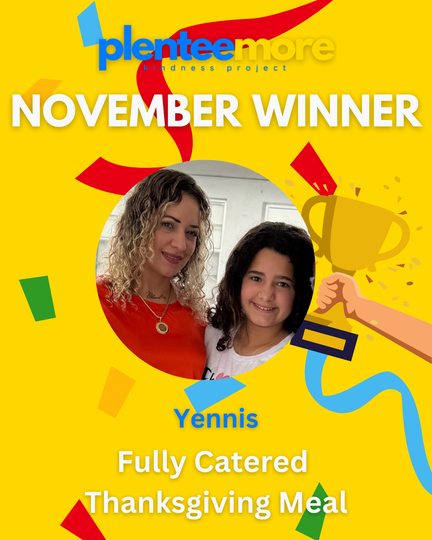 plenteemore
kindness project
NOVEMBER WINNER
Yennis
Fully Catered
Thanksgiving Meal